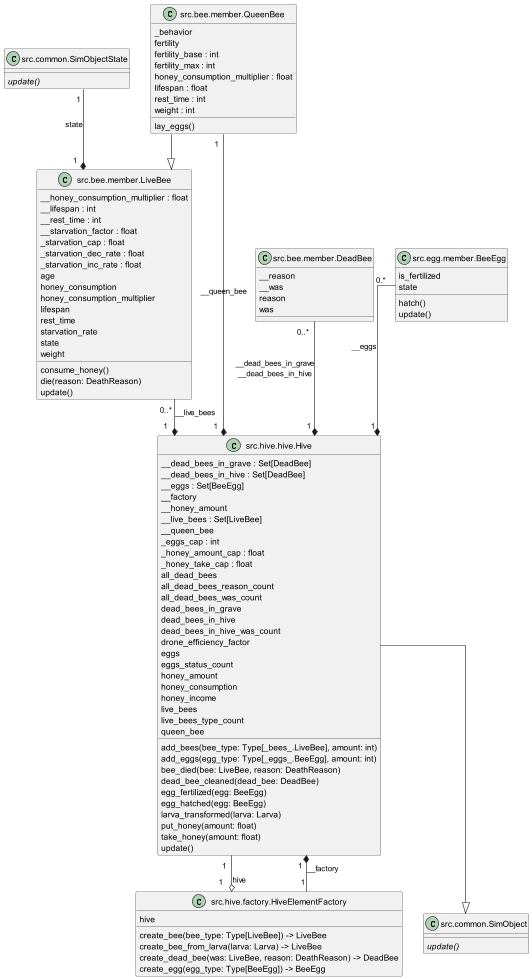 C src.bee.member.QueenBee
_behavior
fertility
fertility_base : int
fertility_max : int
honey_consumption_multiplier : float
lifespan : float
rest_time : int
weight : int
lay_eggs()
C src.common.SimObjectState
update()
1
state
1
1
C src.bee.member.LiveBee
__honey_consumption_multiplier : float
__lifespan : int
__rest_time : int
__starvation_factor : float
_starvation_cap : float
_starvation_dec_rate : float
_starvation_inc_rate : float
age
honey_consumption
honey_consumption_multiplier
lifespan
rest_time
starvation_rate
state
weight
consume_honey()
die(reason: DeathReason)
update()
C src.bee.member.DeadBee
__reason
__was
reason
was
C src.egg.member.BeeEgg
is_fertilized
state
hatch()
update()
0..*
__queen_bee
0..*
__eggs
__dead_bees_in_grave
__dead_bees_in_hive
0..*
__live_bees
1
1
1
1
C src.hive.hive.Hive
__dead_bees_in_grave : Set[DeadBee]
__dead_bees_in_hive : Set[DeadBee]
__eggs : Set[BeeEgg]
__factory
__honey_amount
__live_bees : Set[LiveBee]
__queen_bee
_eggs_cap : int
_honey_amount_cap : float
_honey_take_cap : float
all_dead_bees
all_dead_bees_reason_count
all_dead_bees_was_count
dead_bees_in_grave
dead_bees_in_hive
dead_bees_in_hive_was_count
drone_efficiency_factor
eggs
eggs_status_count
honey_amount
honey_consumption
honey_income
live_bees
live_bees_type_count
queen_bee
add_bees(bee_type: Type[_bees_.LiveBee], amount: int)
add_eggs(egg_type: Type[_eggs_.BeeEgg], amount: int)
bee_died(bee: LiveBee, reason: DeathReason)
dead_bee_cleaned(dead_bee: DeadBee)
egg_fertilized(egg: BeeEgg)
egg_hatched(egg: BeeEgg)
larva_transformed(larva: Larva)
put_honey(amount: float)
take_honey(amount: float)
update()
1
1
__factory
hive
1
1
C src.hive.factory.HiveElementFactory
hive
create_bee(bee_type: Type[LiveBee]) -> LiveBee
create_bee_from_larva(larva: Larva) -> LiveBee
create_dead_bee(was: LiveBee, reason: DeathReason) -> DeadBee
create_egg(egg_type: Type[BeeEgg]) -> BeeEgg
C src.common.SimObject
update()